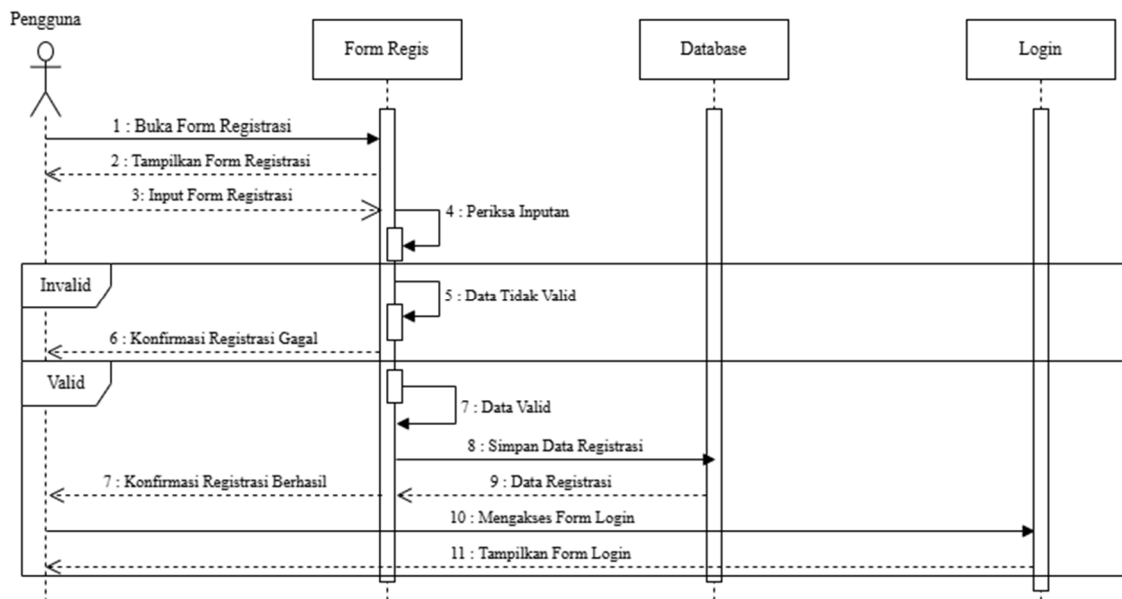 Pengguna
Form Regis
Database
Login
1 : Buka Form Registrasi
2 : Tampilkan Form Registrasi
3: Input Form Registrasi
4 : Periksa Inputan
Invalid
5 : Data Tidak Valid
6 : Konfirmasi Registrasi Gagal
Valid
7 : Data Valid
8 : Simpan Data Registrasi
7 : Konfirmasi Registrasi Berhasil
9 : Data Registrasi
10 : Mengakses Form Login
11 : Tampilkan Form Login